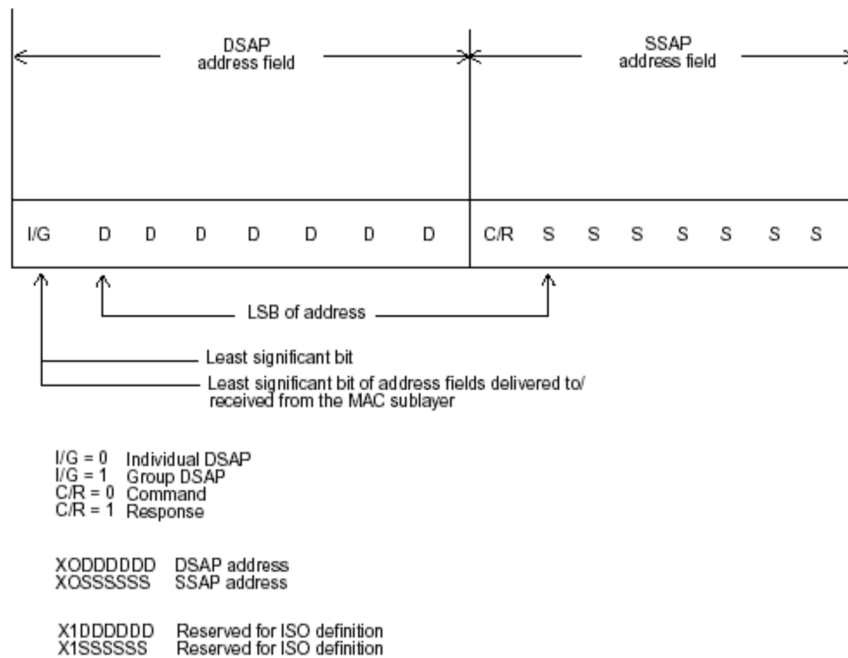 DSAP
address field
SSAP
address field
I/G D D D D D D D C/R S S S S S S S
LSB of address
Least significant bit
Least significant bit of address fields delivered to/
received from the MAC sublayer
I/G = 0 Individual DSAP
I/G = 1 Group DSAP
C/R = 0 Command
C/R = 1 Response
XODDDDDD DSAP address
XOSSSSSS SSAP address
X1DDDDDD Reserved for ISO definition
X1SSSSSS Reserved for ISO definition